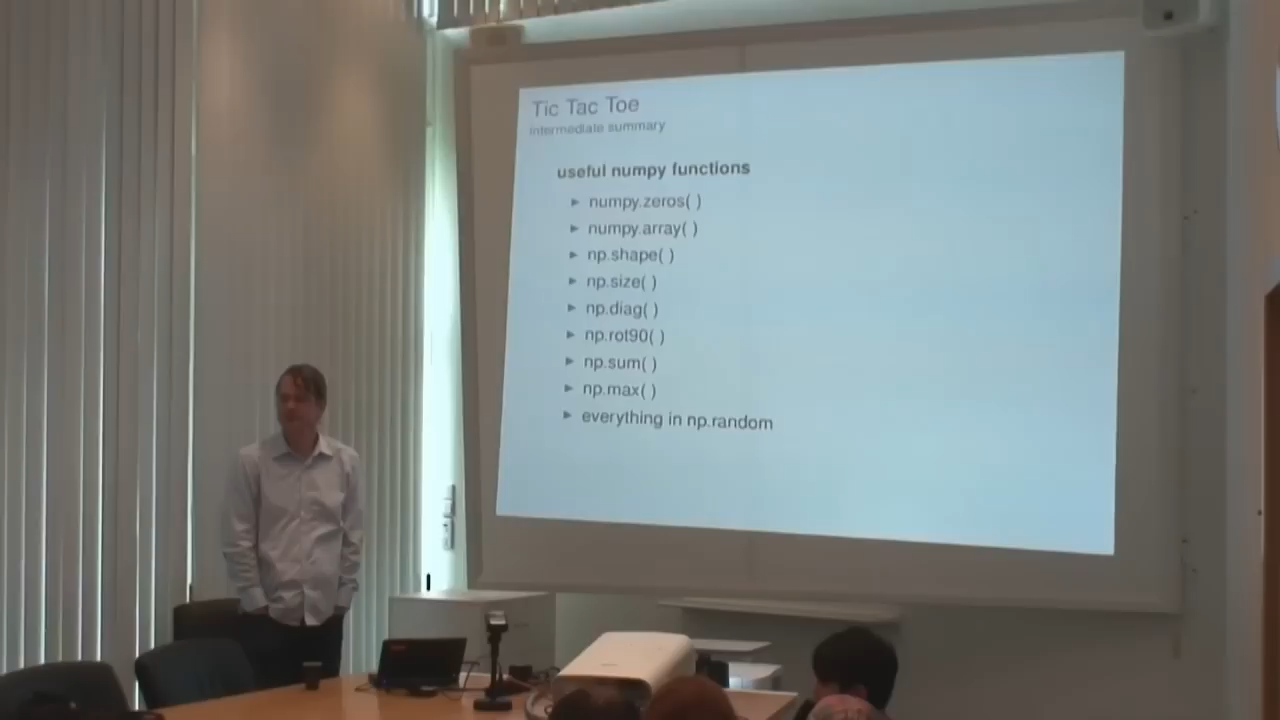 Tic Tac Toe
intermediate summary
useful numpy functions
► numpy.zeros( )
► numpy.array( )
► np.shape( )
► np.size( )
► np.diag( )
► np.rot90( )
► np.sum( )
► np.max( )
► everything in np.random